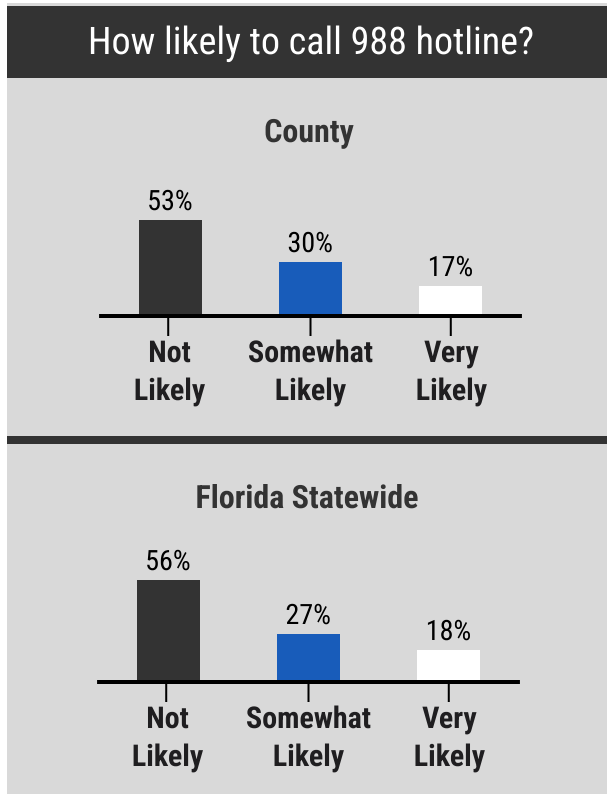 How likely to call 988 hotline?
County
53%
30%
17%
Not
Likely
Somewhat
Likely
Very
Likely
Florida Statewide
56%
27%
18%
Not
Likely
Somewhat
Likely
Very
Likely